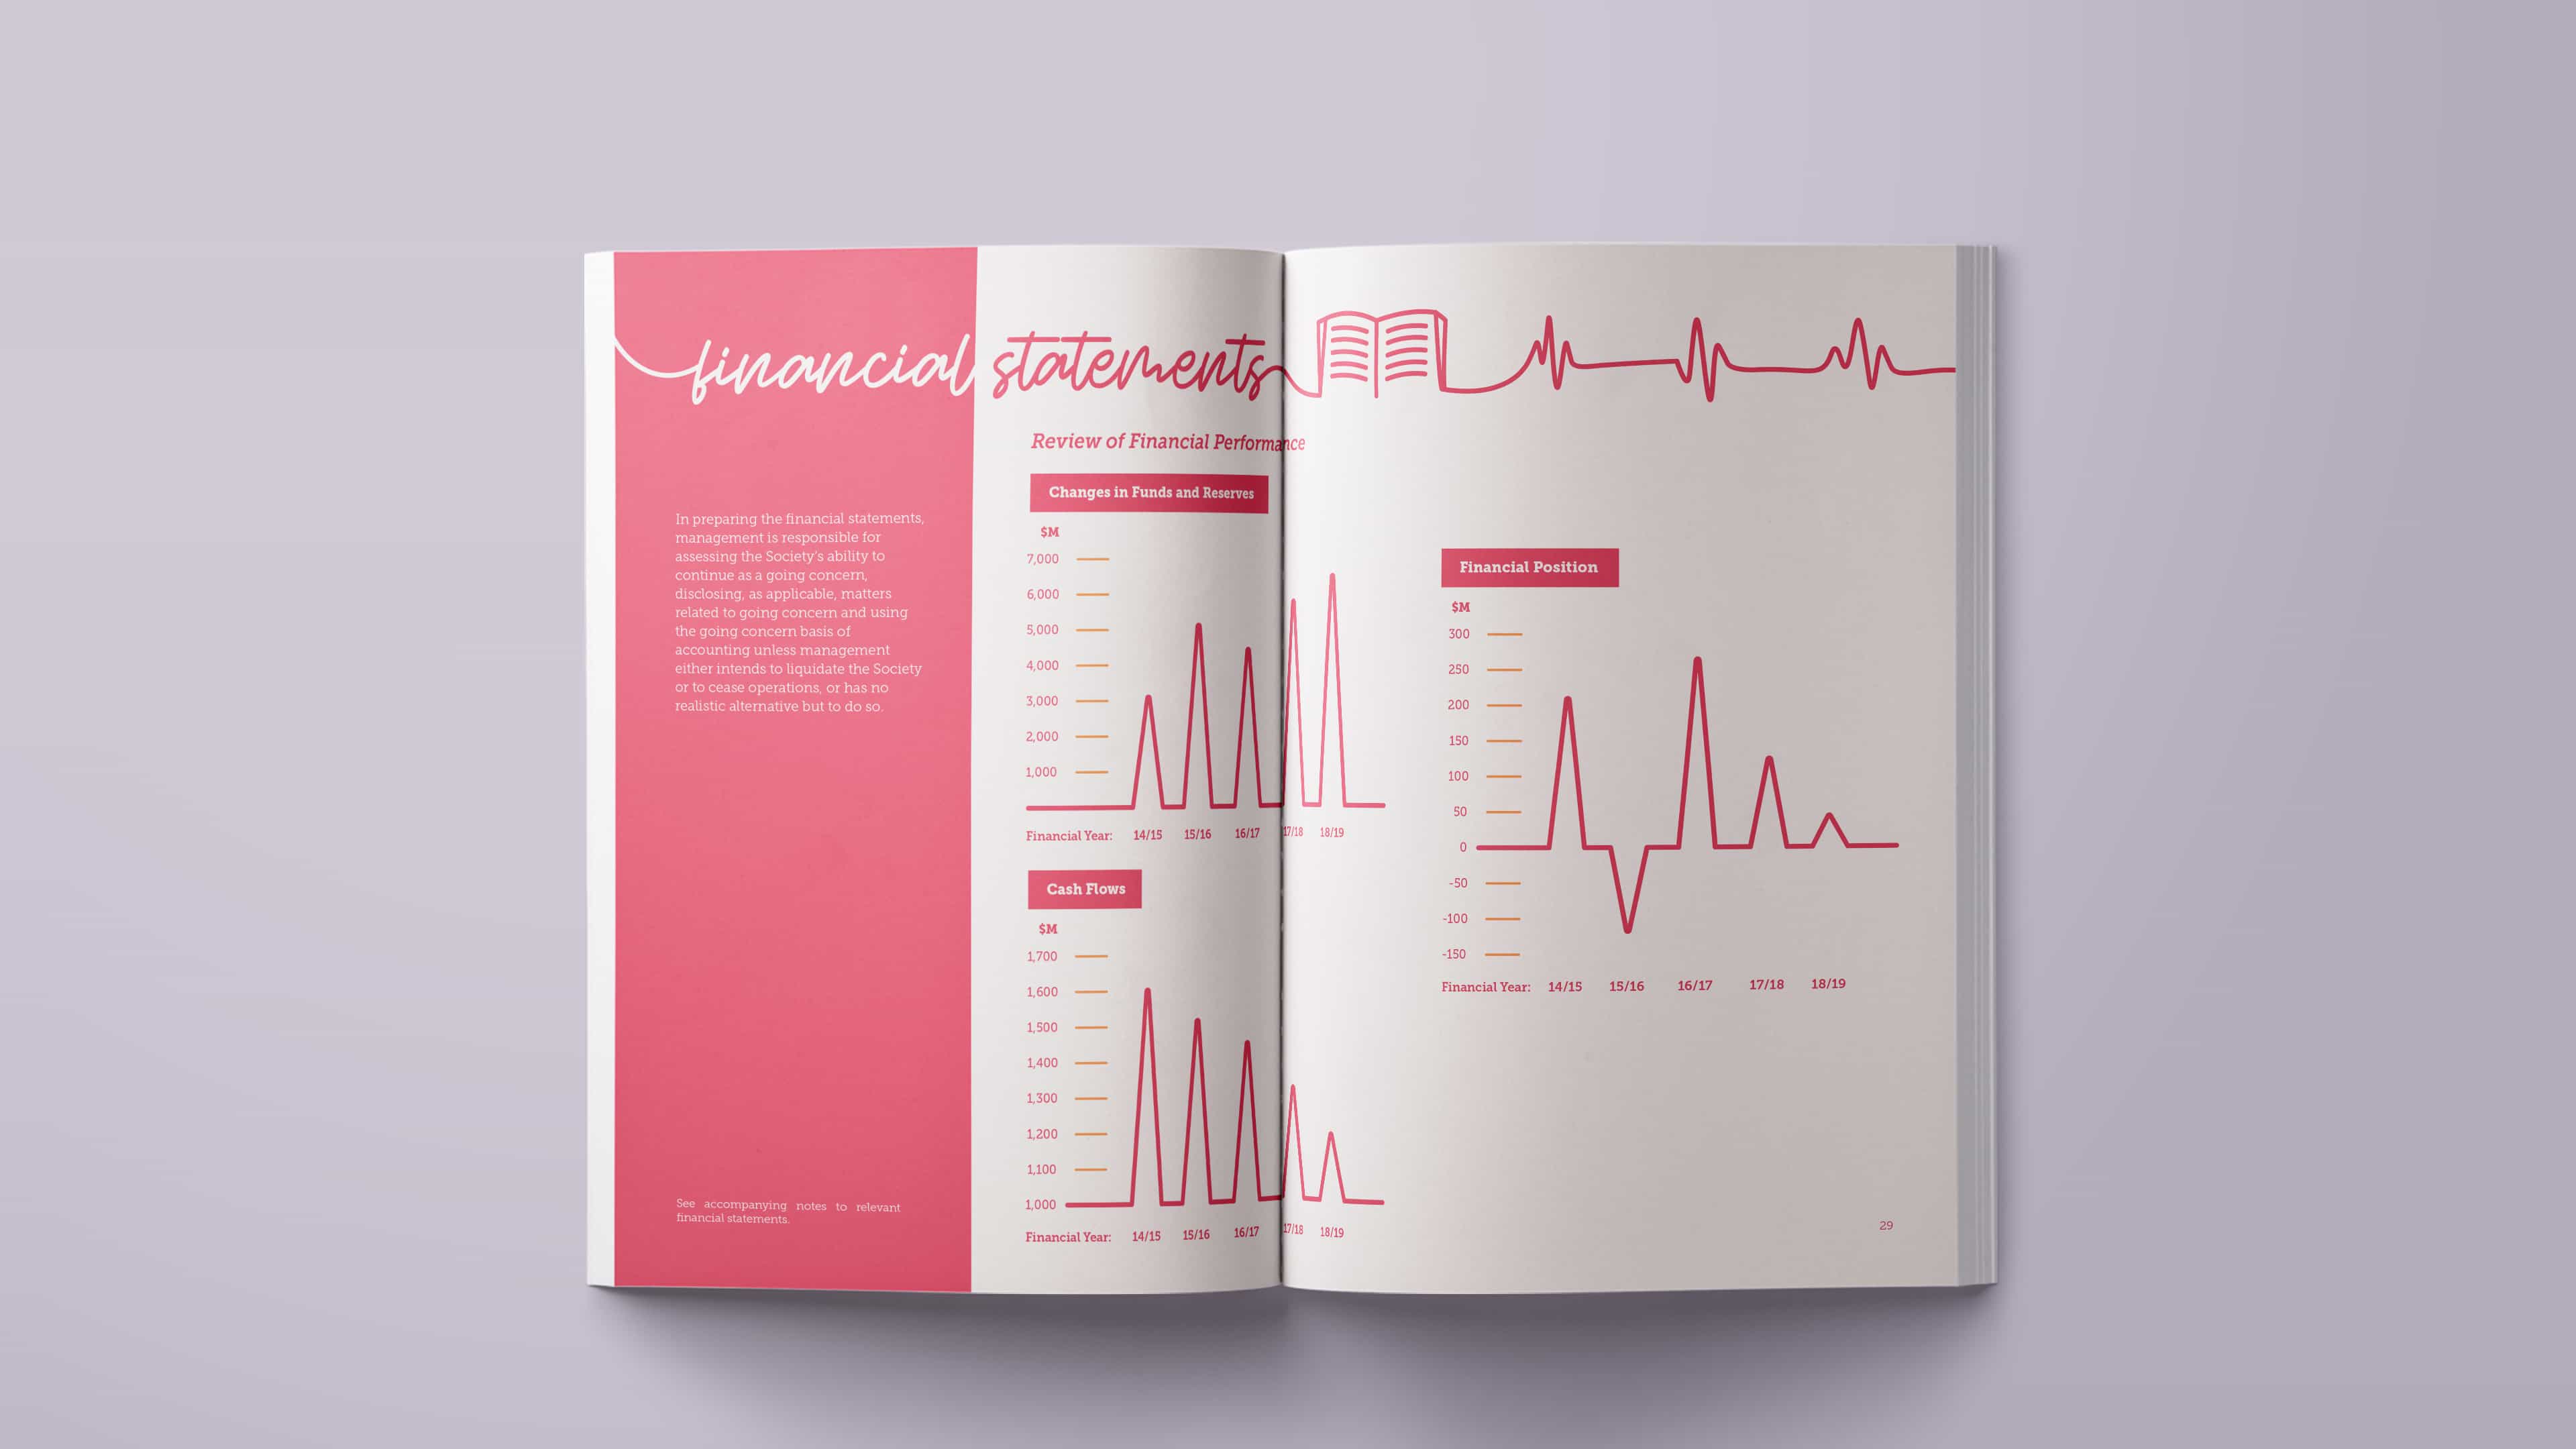 financial statements
In preparing the financial statements,
management is responsible for
assessing the Society's ability to
continue as a going concern,
disclosing, as applicable, matters
related to going concern and using
the going concern basis of
accounting unless management
either intends to liquidate the Society
or to cease operations, or has no
realistic alternative but to do so.
See accompanying notes to relevant
financial statements.
Review of Financial Performance
Changes in Funds and Reserves
$M
7,000
6,000
5,000
4,000
3,000
2,000
1,000
Financial Year: 14/15 15/16 16/17 17/18 18/19
Cash Flows
$M
1,700
1,600
1,500
1,400
1,300
1,200
1,100
1,000
Financial Year: 14/15 15/16 16/17 17/18 18/19
Financial Position
$M
300
250
200
150
100
50
0
-50
-100
-150
Financial Year: 14/15 15/16 16/17 17/18 18/19
29